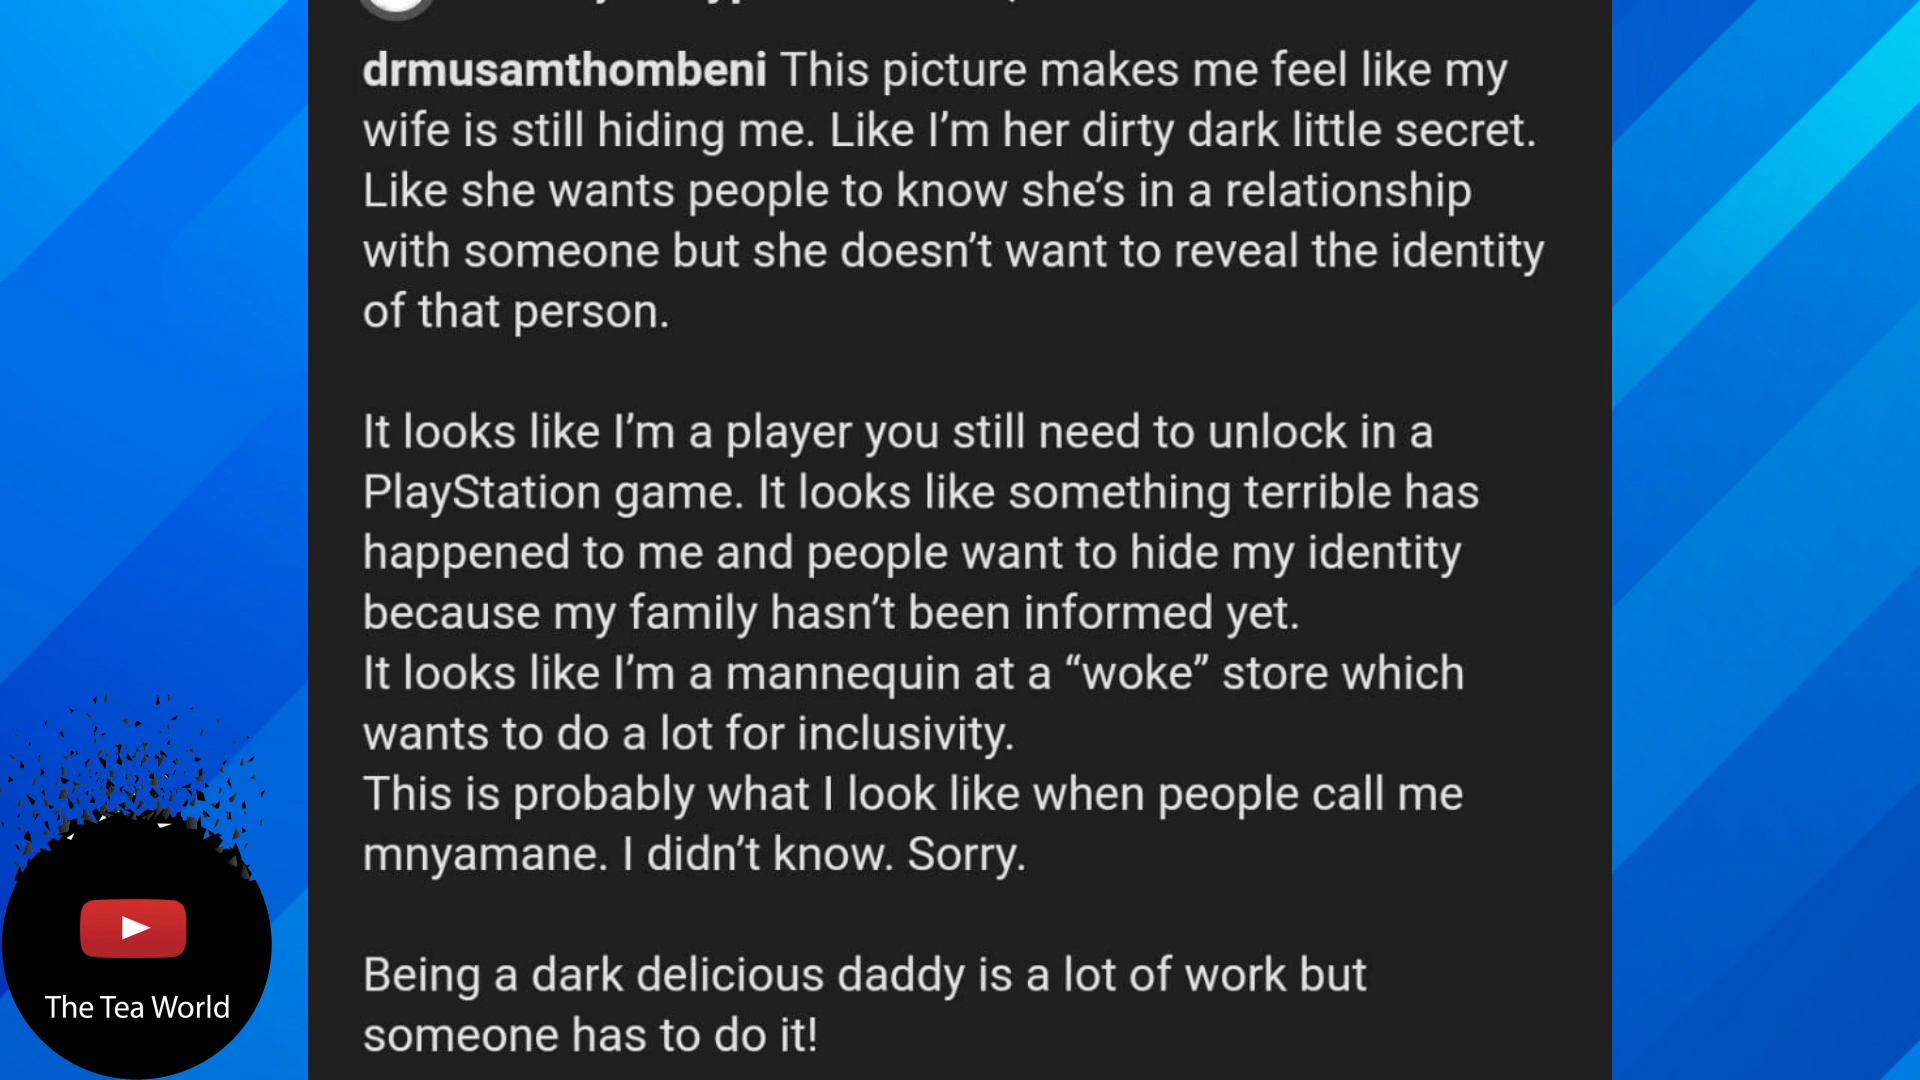 drmusamthombeni This picture makes me feel like my
wife is still hiding me. Like I’m her dirty dark little secret.
Like she wants people to know she’s in a relationship
with someone but she doesn’t want to reveal the identity
of that person.
It looks like I’m a player you still need to unlock in a
PlayStation game. It looks like something terrible has
happened to me and people want to hide my identity
because my family hasn’t been informed yet.
It looks like I’m a mannequin at a “woke” store which
wants to do a lot for inclusivity.
This is probably what I look like when people call me
mnyamane. I didn’t know. Sorry.
Being a dark delicious daddy is a lot of work but
someone has to do it!
The Tea World